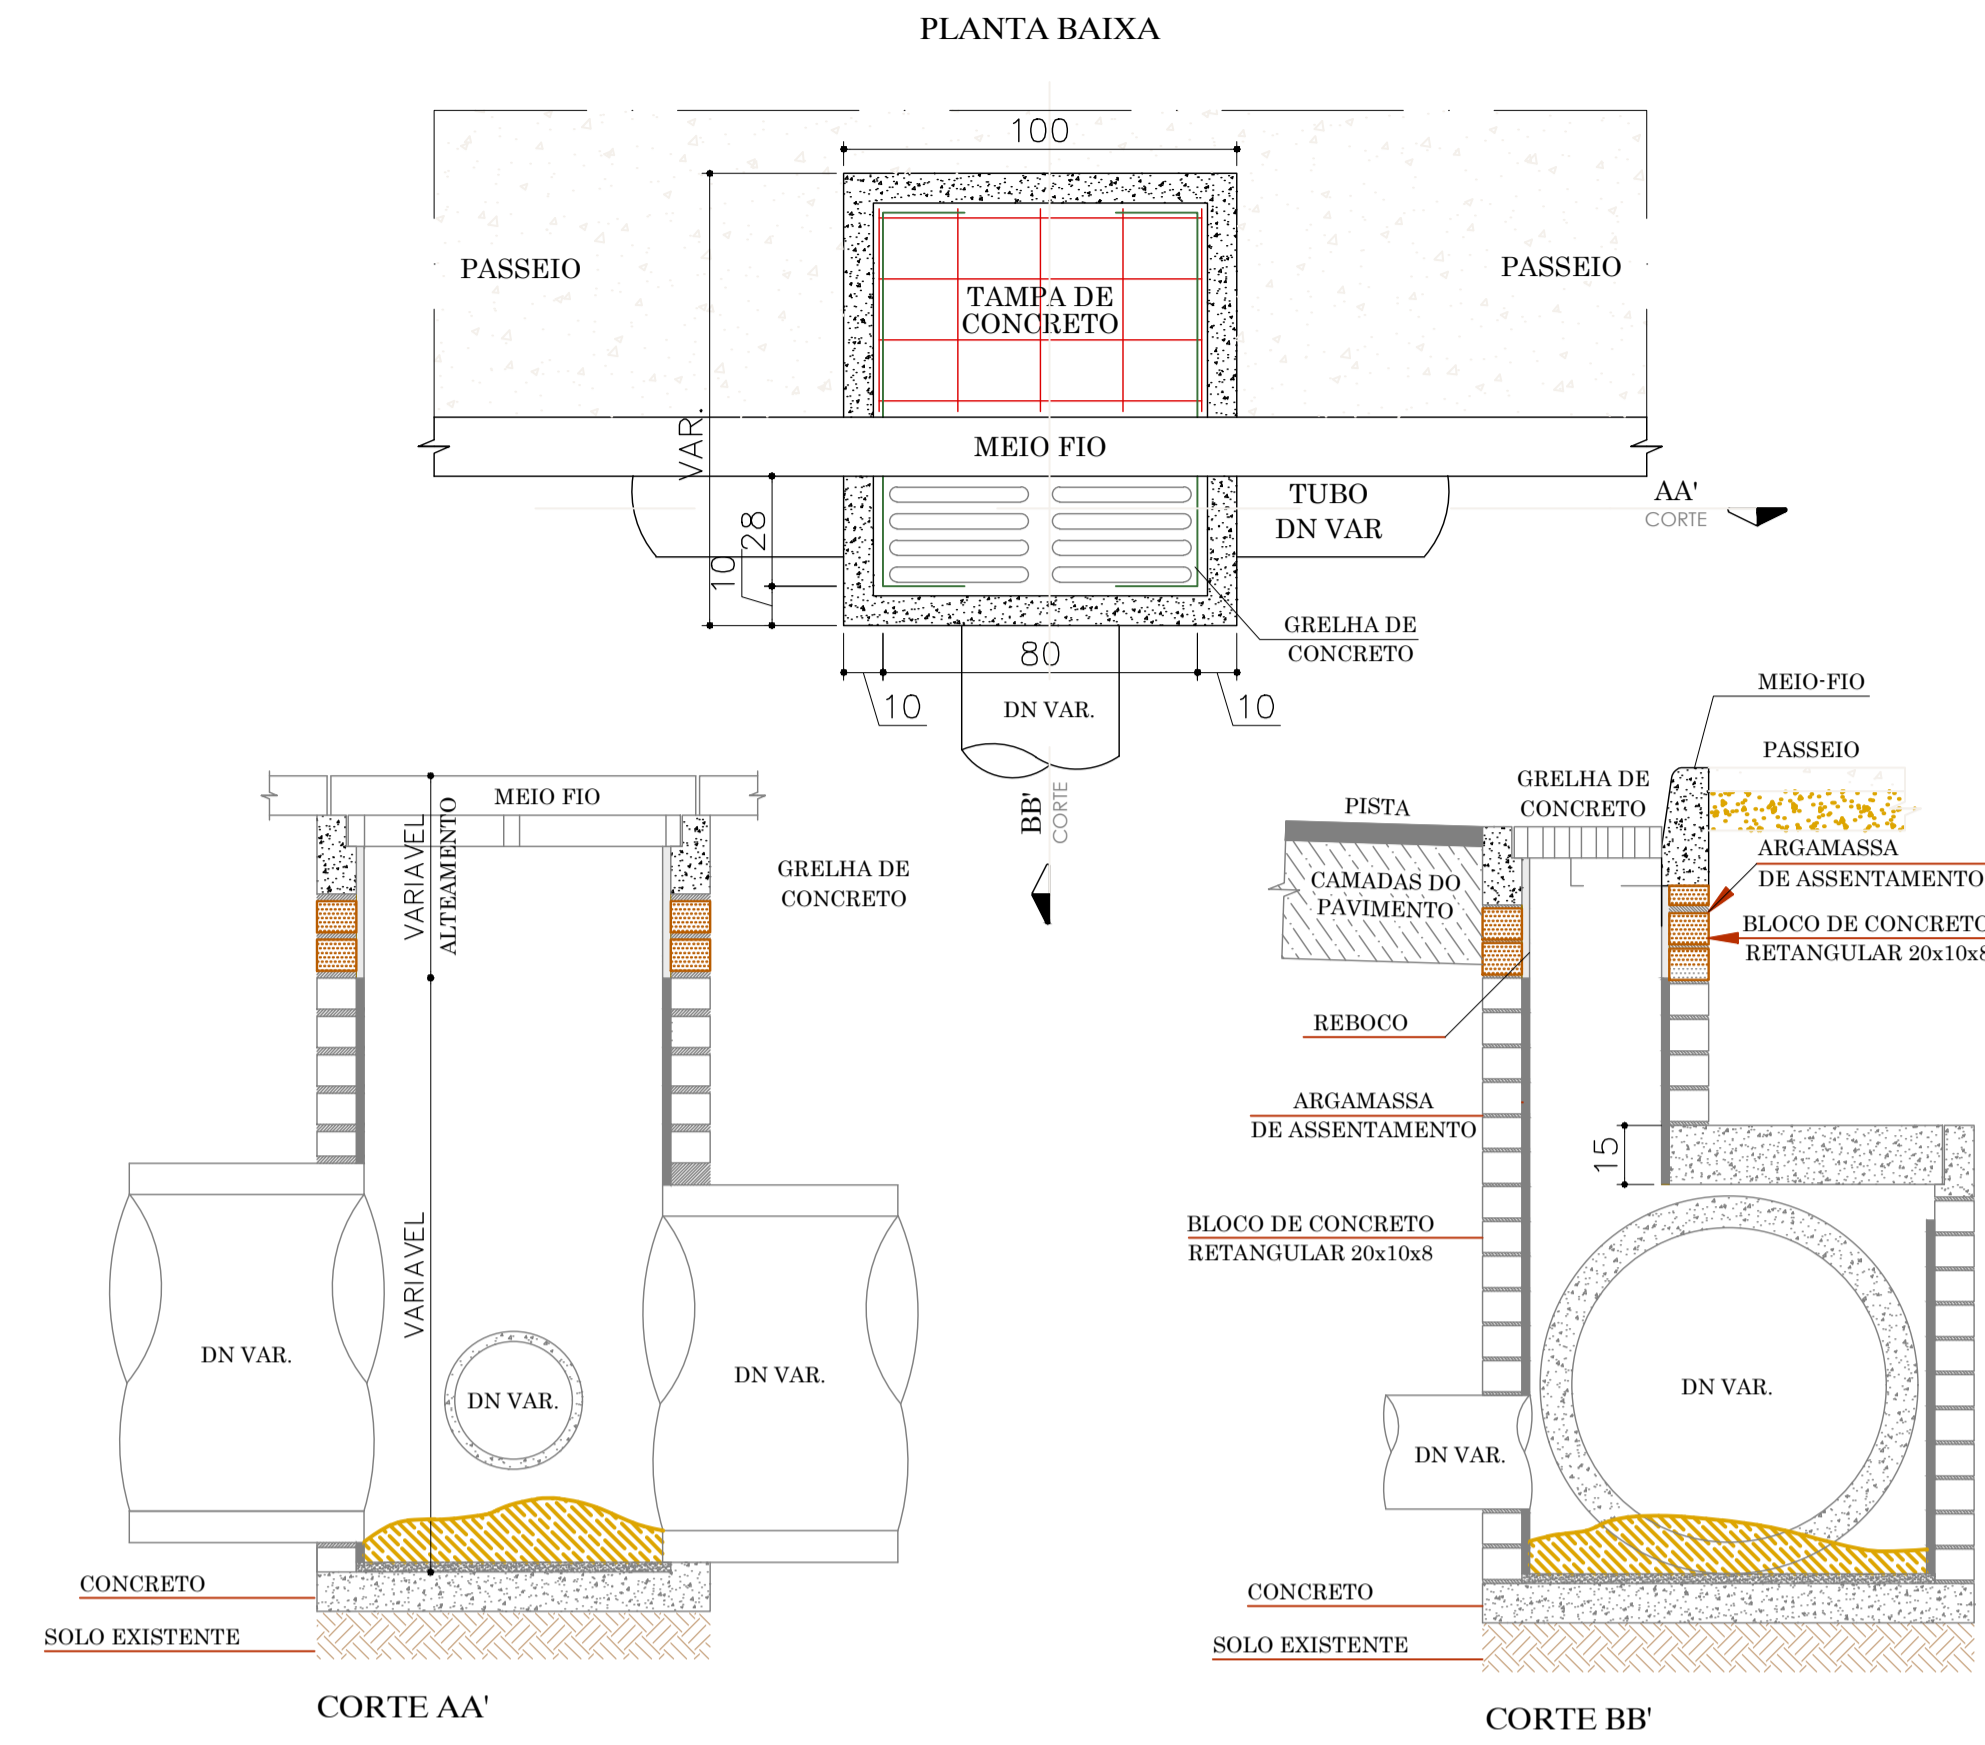 PLANTA BAIXA
100
PASSEIO
PASSEIO
TAMPA DE
CONCRETO
VAR.
MEIO FIO
TUBO
DN VAR
AA'
CORTE
28
10
GRELHA DE
CONCRETO
80
10
10
DN VAR.
BB'
CORTE
MEIO FIO
VARIAVEL
ALTEAMENTO
GRELHA DE
CONCRETO
VARIAVEL
DN VAR.
DN VAR.
DN VAR.
CONCRETO
SOLO EXISTENTE
CORTE AA'
MEIO-FIO
PASSEIO
GRELHA DE
CONCRETO
PISTA
CAMADAS DO
PAVIMENTO
ARGAMASSA
DE ASSENTAMENTO
BLOCO DE CONCRETO
RETANGULAR 20x10x8
REBOCO
ARGAMASSA
DE ASSENTAMENTO
15
BLOCO DE CONCRETO
RETANGULAR 20x10x8
DN VAR.
DN VAR.
CONCRETO
SOLO EXISTENTE
CORTE BB'